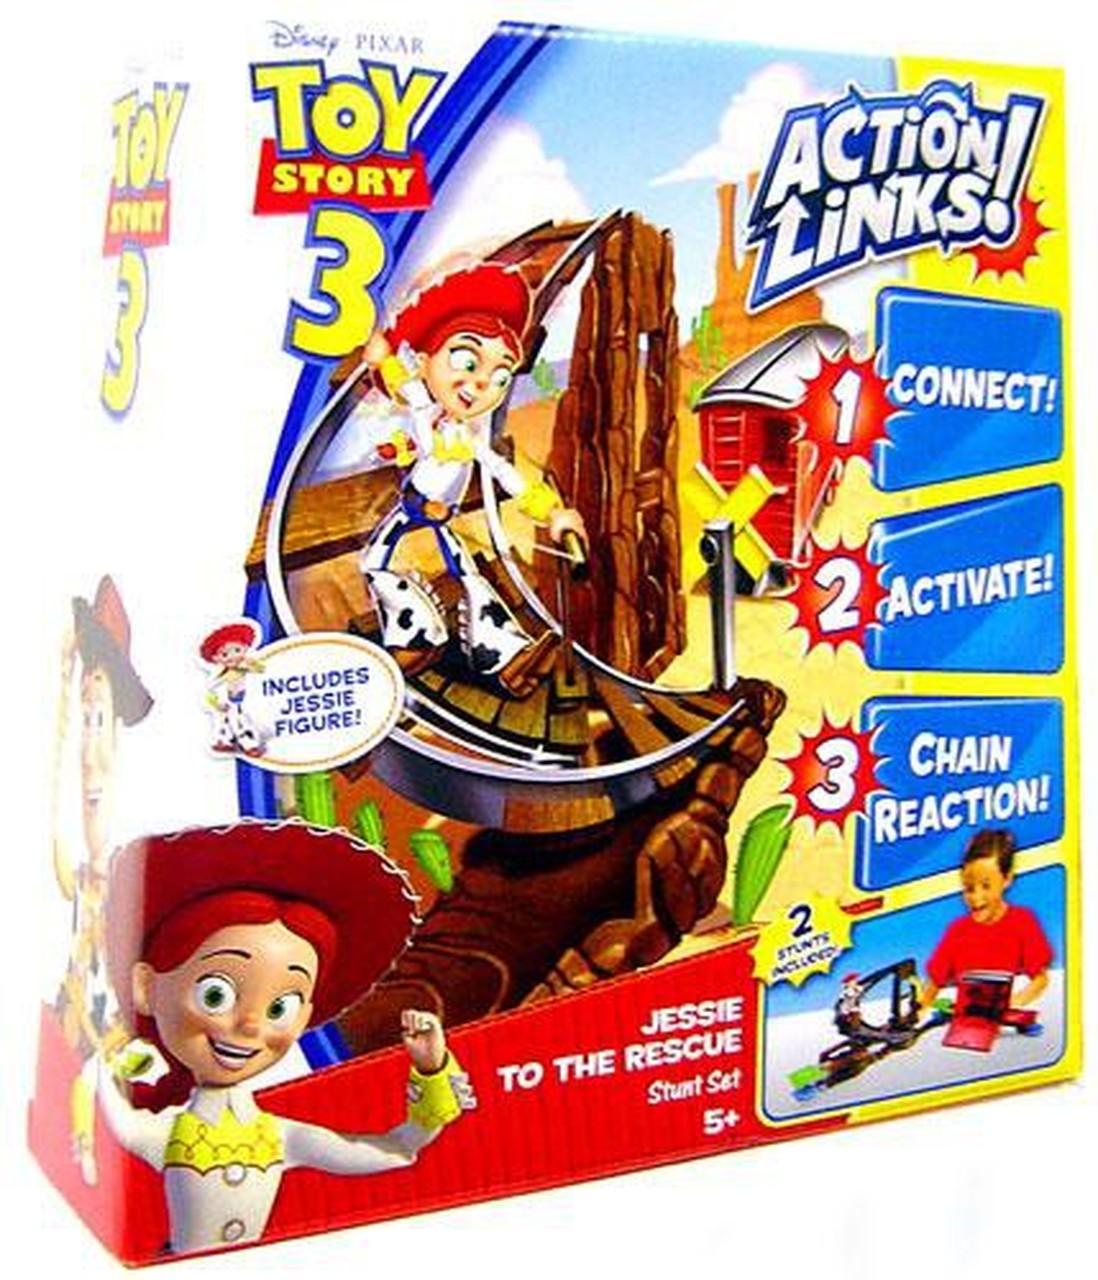 Disney · PIXAR
TOY
STORY
3
TOY
STORY
3
ACTION!
LINKS!
1 CONNECT!
2 ACTIVATE!
3 CHAIN
REACTION!
INCLUDES
JESSIE
FIGURE!
2
STUNTS
INCLUDED!
JESSIE
TO THE RESCUE
Stunt Set
5+